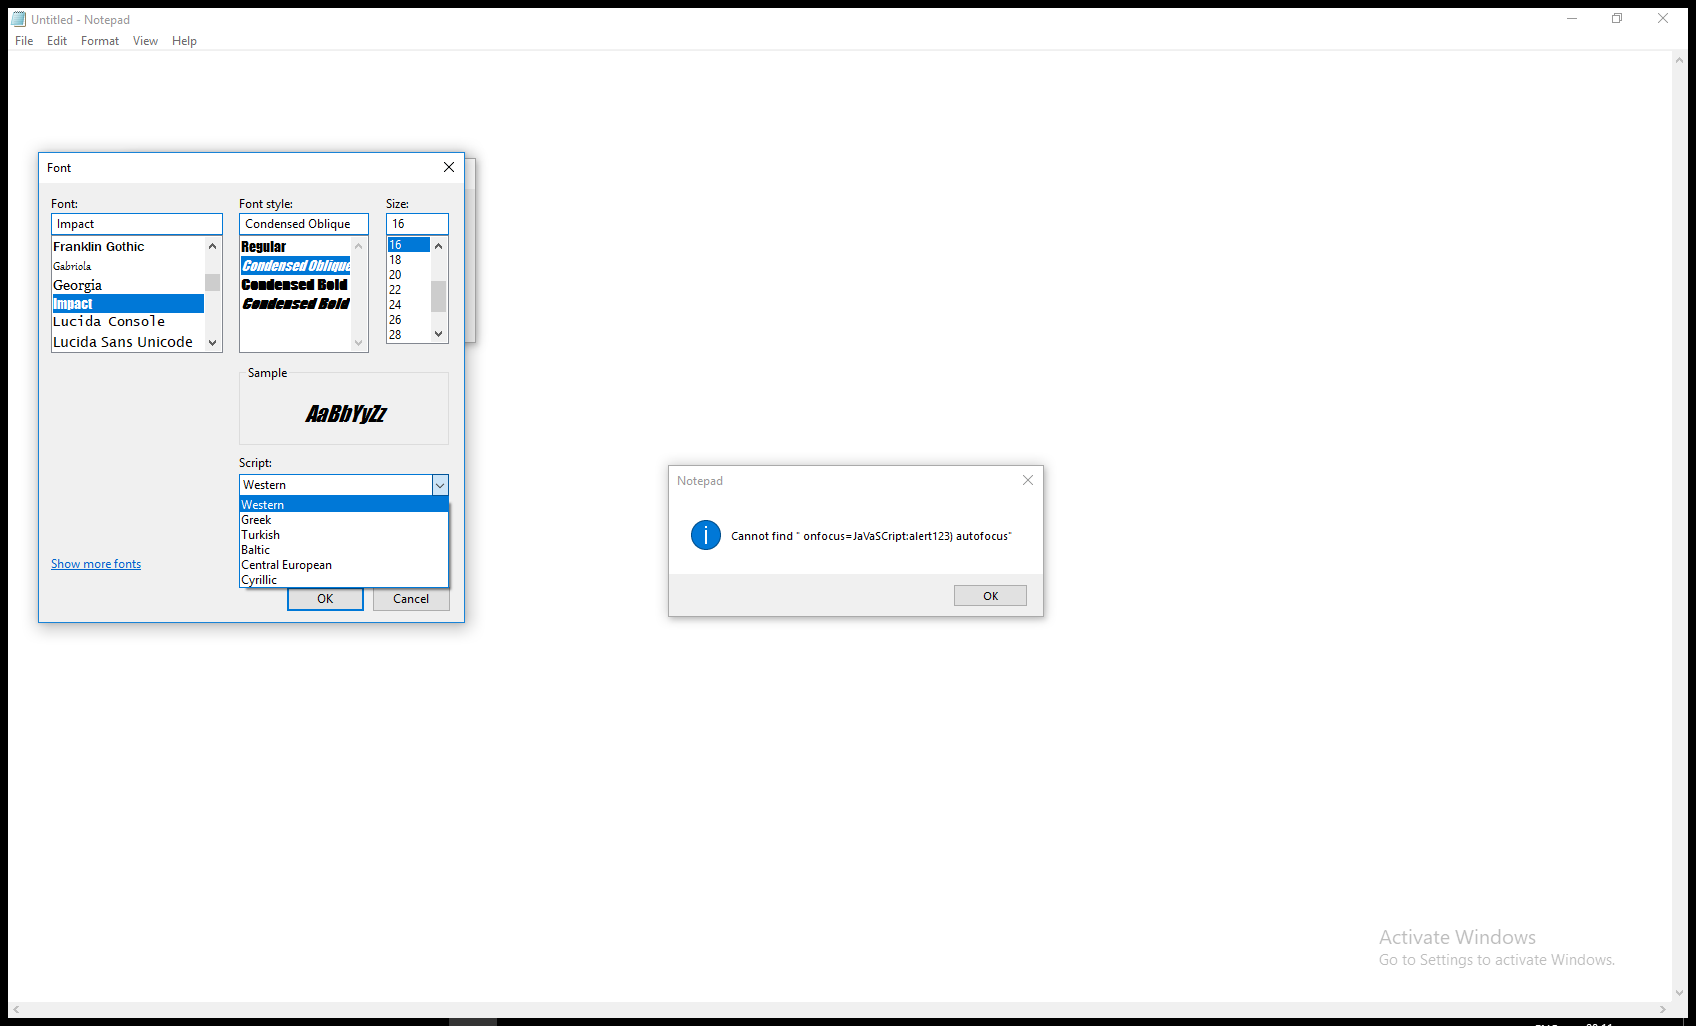 Untitled - Notepad
File Edit Format View Help
Font
Font: Font style: Size:
Impact Condensed Oblique 16
Franklin Gothic
Gabriola
Georgia
Impact
Lucida Console
Lucida Sans Unicode
Regular
Condensed Oblique
Condensed Bold
Condensed Bold
16
18
20
22
24
26
28
Sample
AaBbYyZz
Script:
Western
Western
Greek
Turkish
Baltic
Central European
Cyrillic
Show more fonts
OK Cancel
Notepad
Cannot find " onfocus=JaVaSCript:alert123) autofocus"
OK
Activate Windows
Go to Settings to activate Windows.